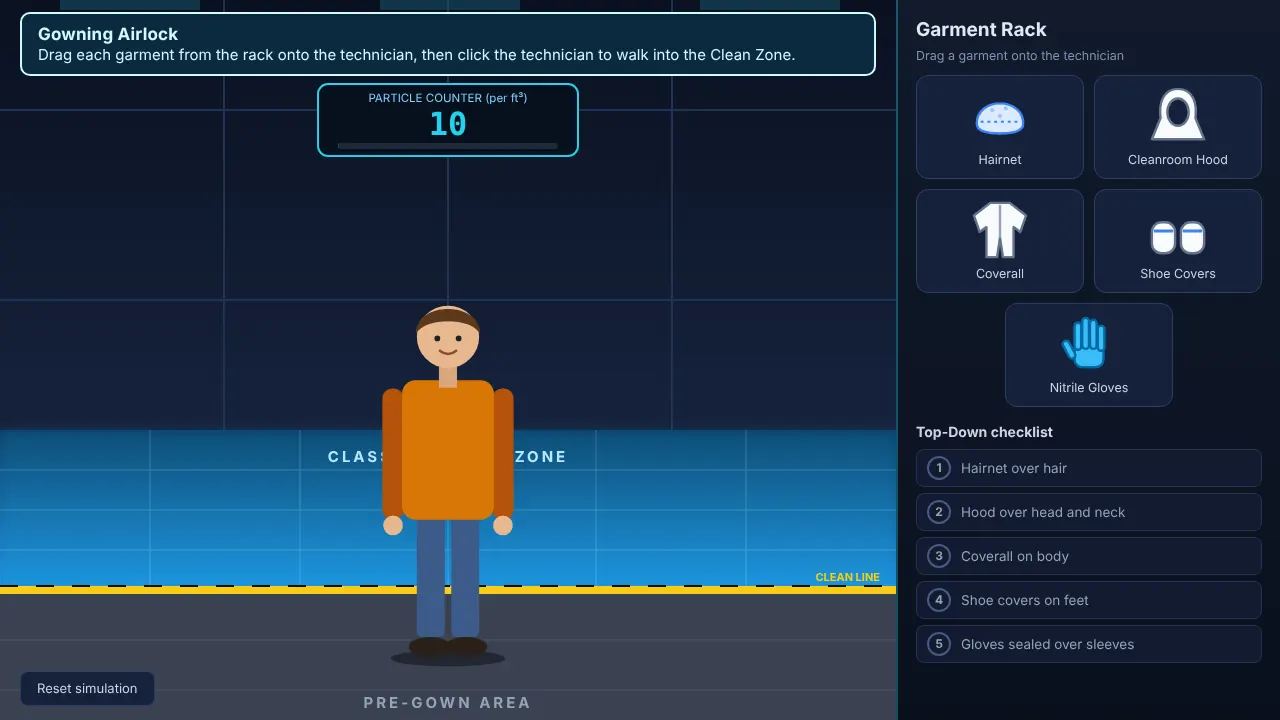 Gowning Airlock
Drag each garment from the rack onto the technician, then click the technician to walk into the Clean Zone.
PARTICLE COUNTER (per ft³)
10
CLAS ZONE
CLEAN LINE
PRE-GOWN AREA
Reset simulation
Garment Rack
Drag a garment onto the technician
Hairnet
Cleanroom Hood
Coverall
Shoe Covers
Nitrile Gloves
Top-Down checklist
1 Hairnet over hair
2 Hood over head and neck
3 Coverall on body
4 Shoe covers on feet
5 Gloves sealed over sleeves